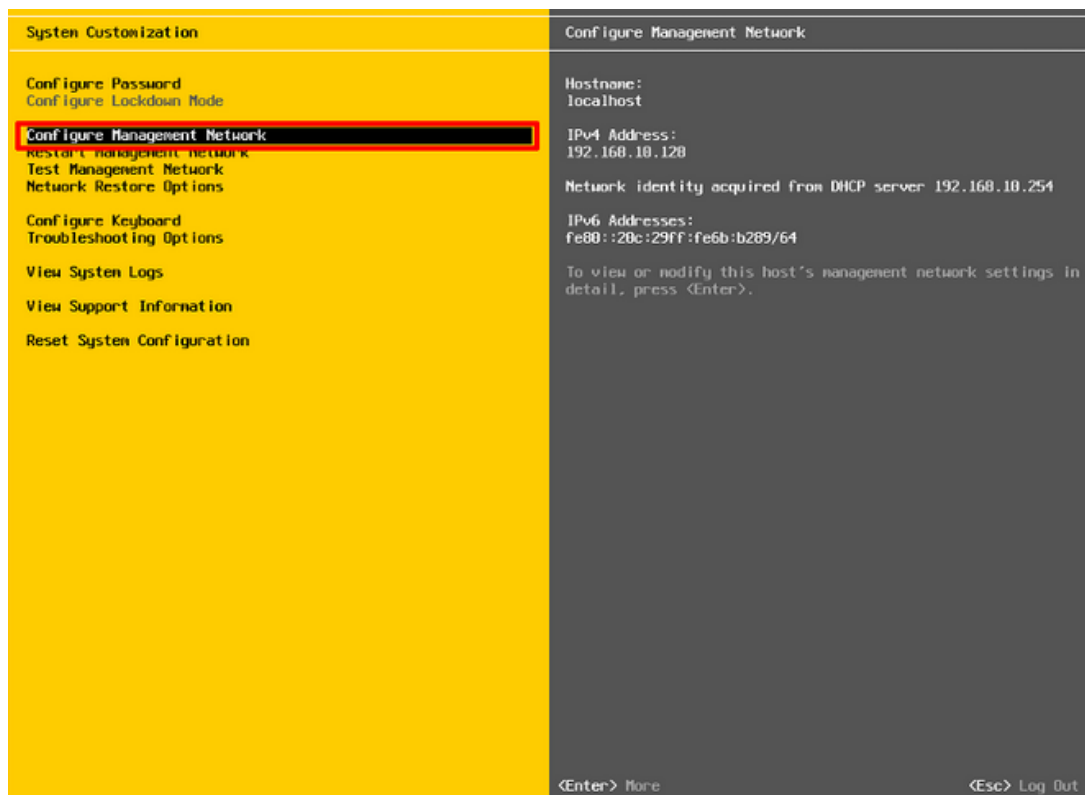 System Customization
Configure Password
Configure Lockdown Mode
Configure Management Network
Restart Management Network
Test Management Network
Network Restore Options
Configure Keyboard
Troubleshooting Options
View System Logs
View Support Information
Reset System Configuration
Configure Management Network
Hostname:
localhost
IPv4 Address:
192.168.10.128
Network identity acquired from DHCP server 192.168.10.254
IPv6 Addresses:
fe80::20c:29ff:fe6b:b289/64
To view or modify this host's management network settings in
detail, press <Enter>.
<Enter> More
<Esc> Log Out